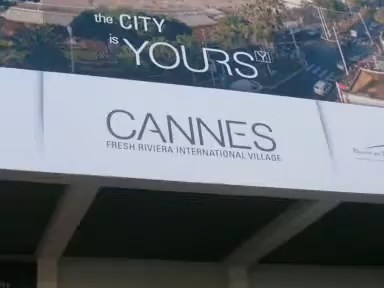 the CITY
is YOURS
CANNES
FRESH RIVIERA INTERNATIONAL VILLAGE